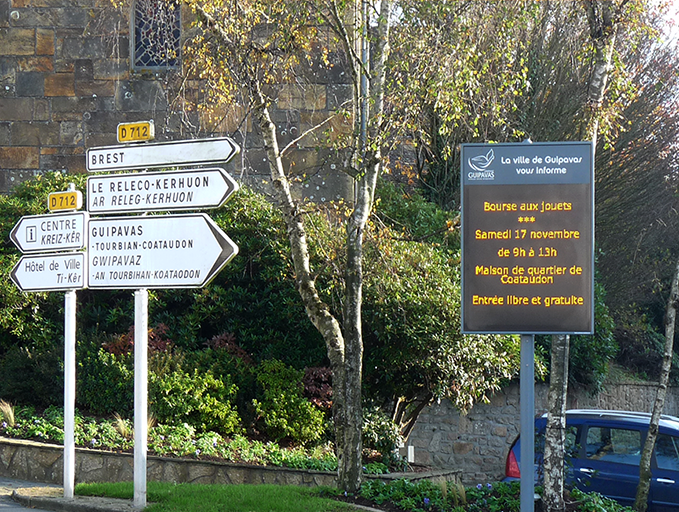 D 712
BREST
LE RELECQ-KERHUON
AR RELEG-KERHUON
D 712
i CENTRE
KREIZ-KÊR
Hôtel de Ville
Ti-Kêr
GUIPAVAS
-TOURBIAN-COATAUDON
GWIPAVAZ
-AN TOURBIHAN-KOATAODON
GUIPAVAS
La ville de Guipavas
vous informe
Bourse aux jouets
***
Samedi 17 novembre
de 9h à 13h
Maison de quartier de
Coataudon
Entrée libre et gratuite